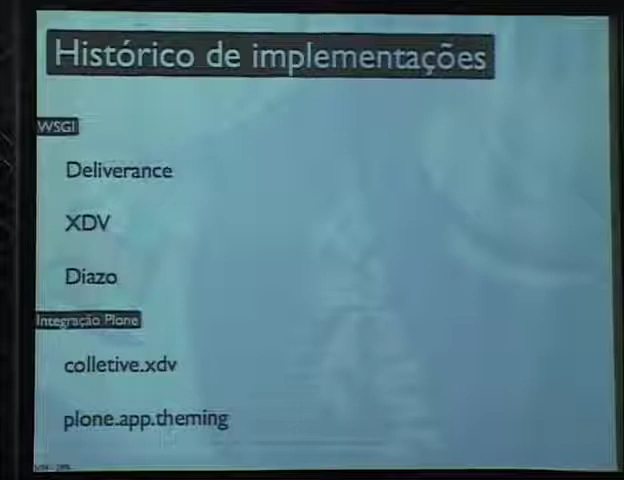 Histórico de implementações
WSGI
Deliverance
XDV
Diazo
Integração Plone
colletive.xdv
plone.app.theming